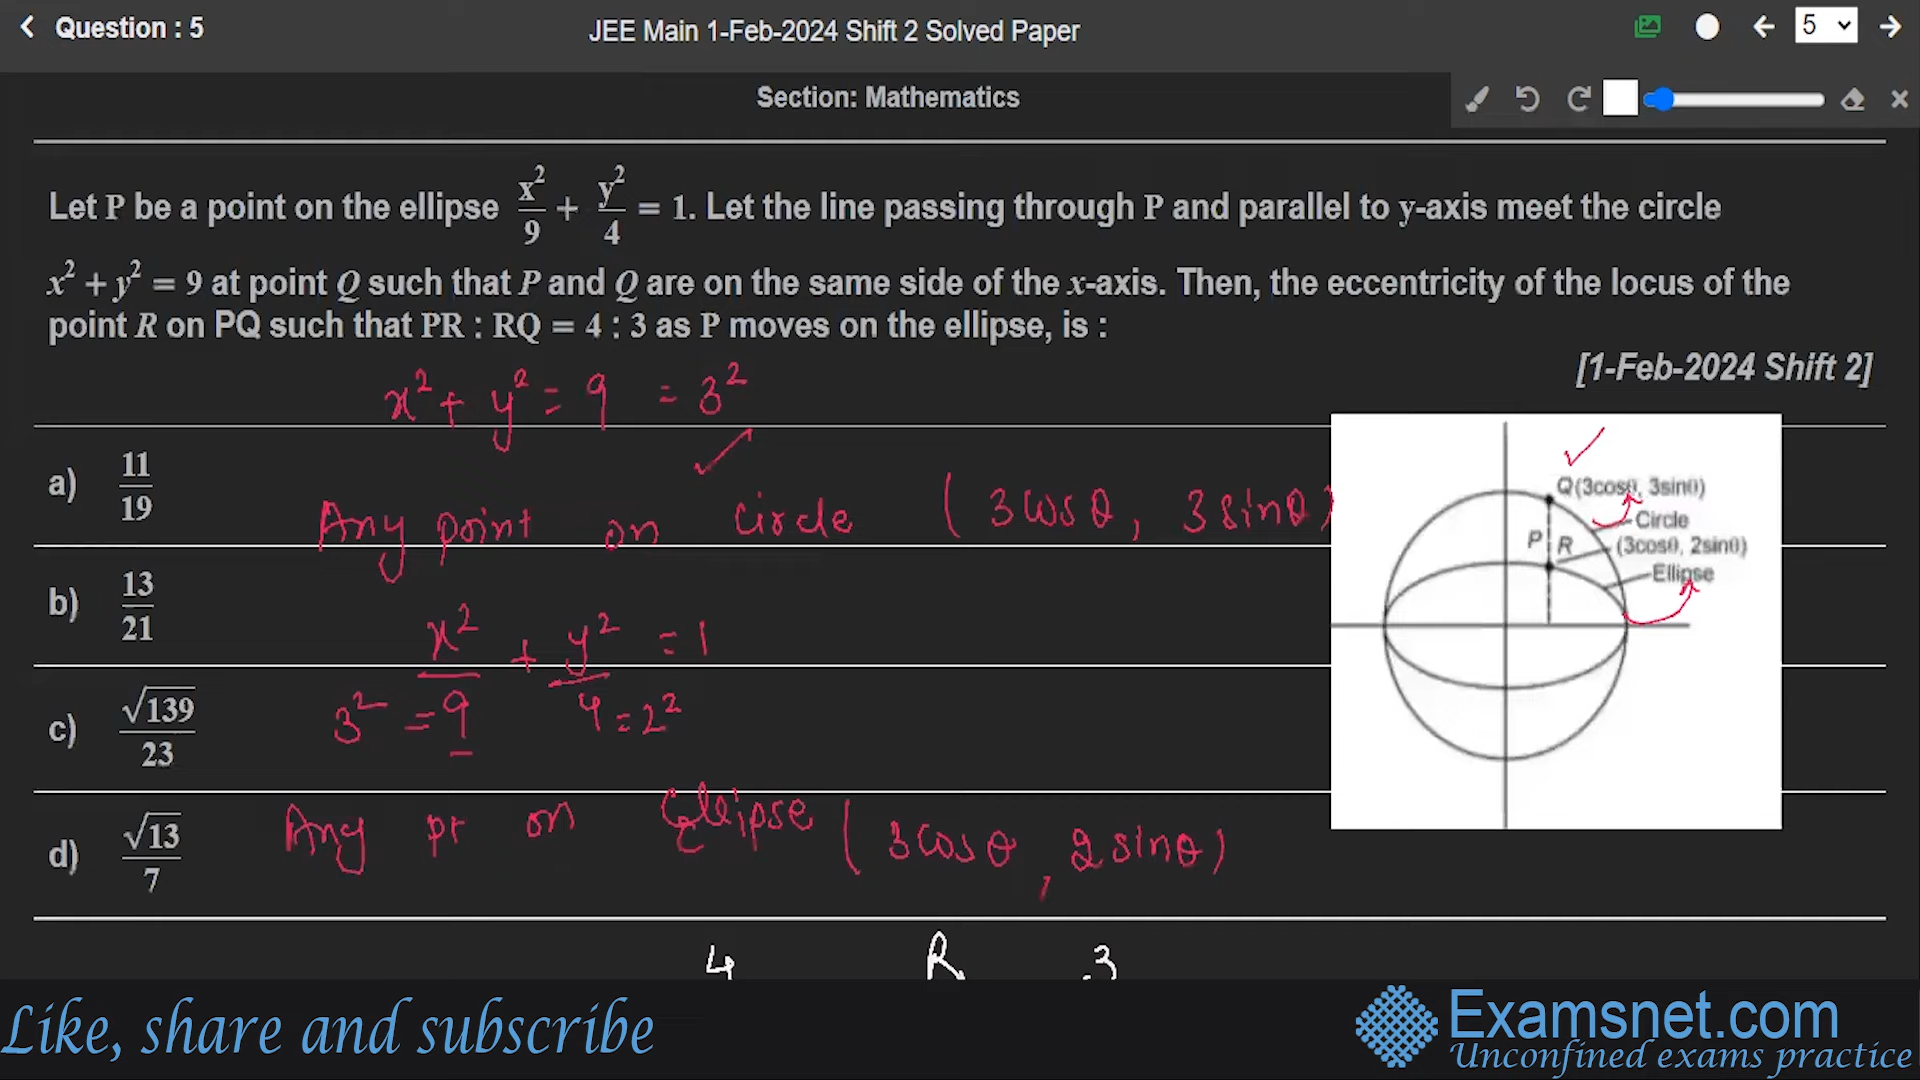 Question : 5
JEE Main 1-Feb-2024 Shift 2 Solved Paper
5
Section: Mathematics
Let P be a point on the ellipse x²/9 + y²/4 = 1. Let the line passing through P and parallel to y-axis meet the circle
x² + y² = 9 at point Q such that P and Q are on the same side of the x-axis. Then, the eccentricity of the locus of the
point R on PQ such that PR : RQ = 4 : 3 as P moves on the ellipse, is :
[1-Feb-2024 Shift 2]
x² + y² = 9 = 3²
a) 11/19
Any point on circle (3cosθ, 3sinθ)
b) 13/21
x²/9 + y²/4 = 1
3² = 9
4 = 2²
c) √139/23
Any pt on Ellipse (3cosθ, 2sinθ)
d) √13/7
Q(3cosθ, 3sinθ)
Circle
P R (3cosθ, 2sinθ)
Ellipse
4 R 3
Like, share and subscribe
Examsnet.com
Unconfined exams practice